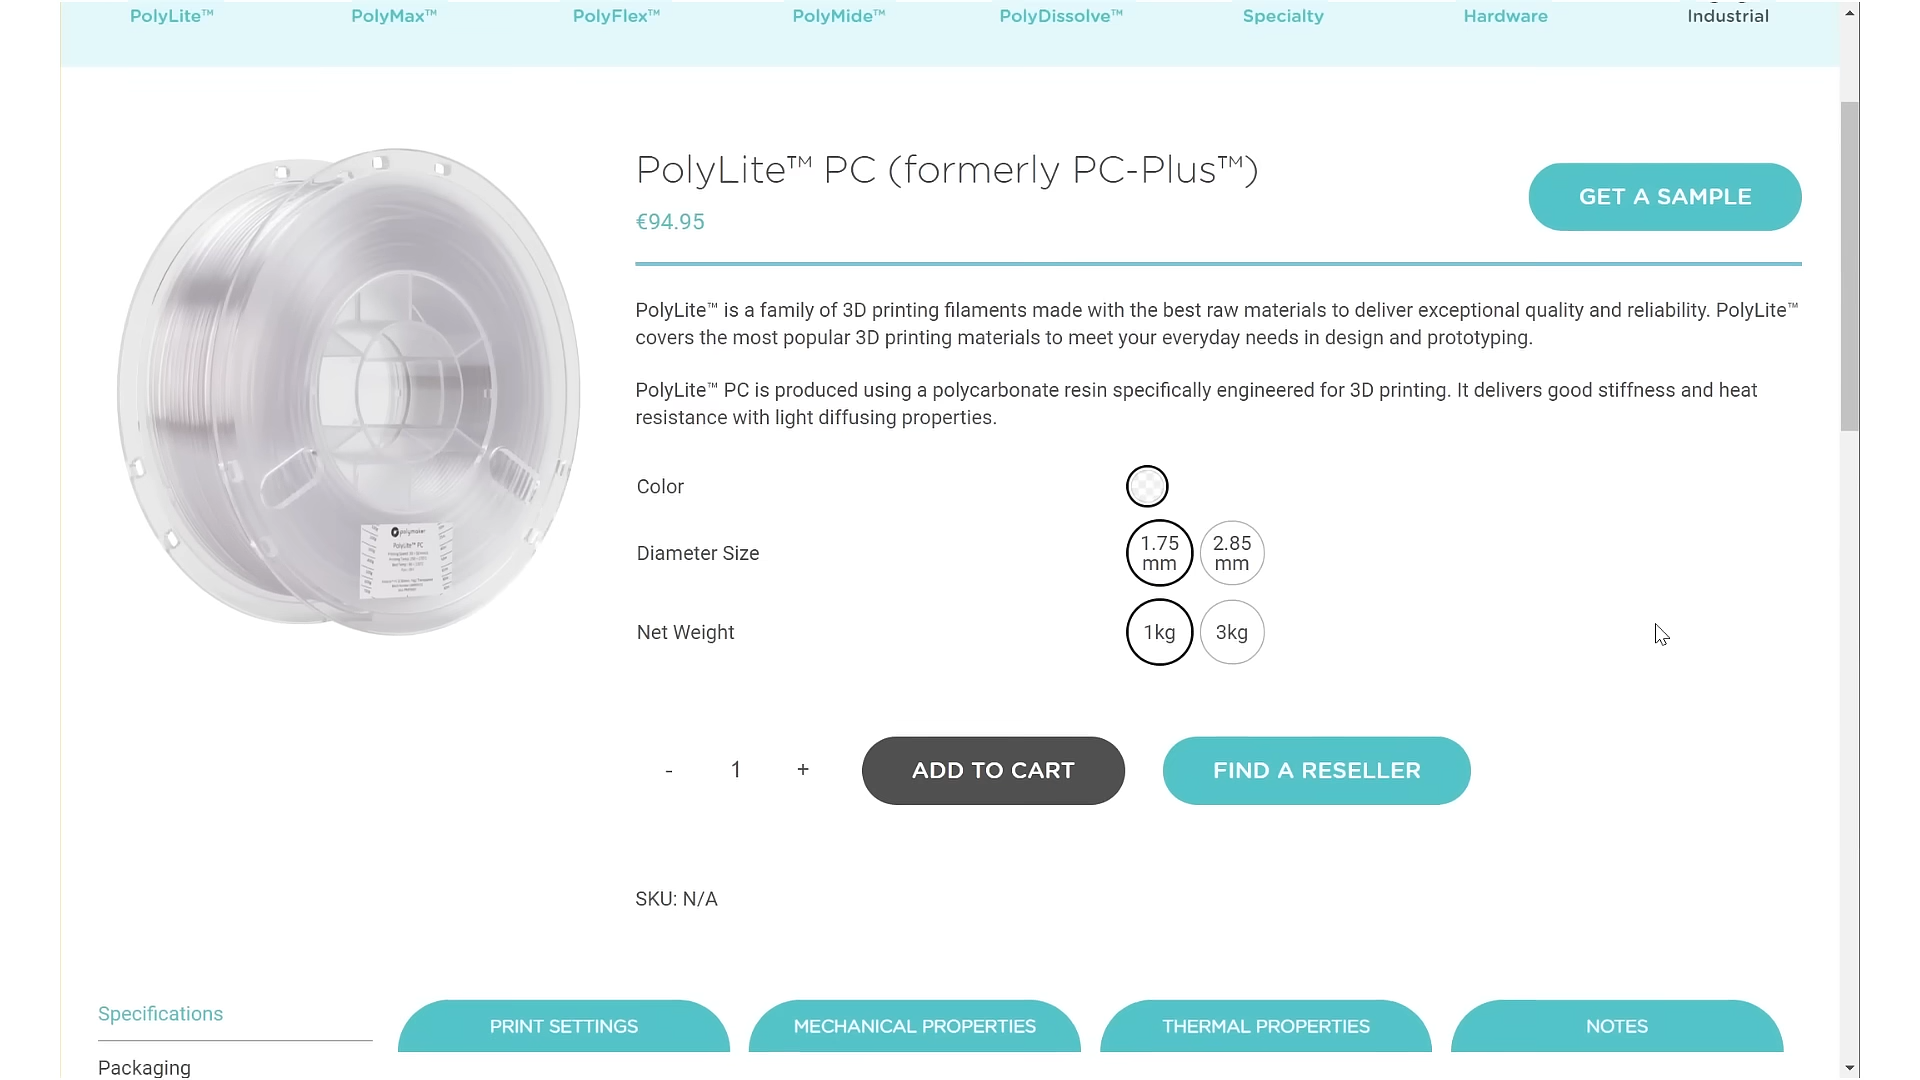 PolyLite™ PolyMax™ PolyFlex™ PolyMide™ PolyDissolve™ Specialty Hardware Industrial
PolyLite™ PC (formerly PC-Plus™)
€94.95
GET A SAMPLE
PolyLite™ is a family of 3D printing filaments made with the best raw materials to deliver exceptional quality and reliability. PolyLite™
covers the most popular 3D printing materials to meet your everyday needs in design and prototyping.
PolyLite™ PC is produced using a polycarbonate resin specifically engineered for 3D printing. It delivers good stiffness and heat
resistance with light diffusing properties.
Color
Diameter Size
1.75
mm
2.85
mm
Net Weight
1kg
3kg
polymaker
PolyLite™ PC
- 1 +
ADD TO CART
FIND A RESELLER
SKU: N/A
Specifications
Packaging
PRINT SETTINGS
MECHANICAL PROPERTIES
THERMAL PROPERTIES
NOTES